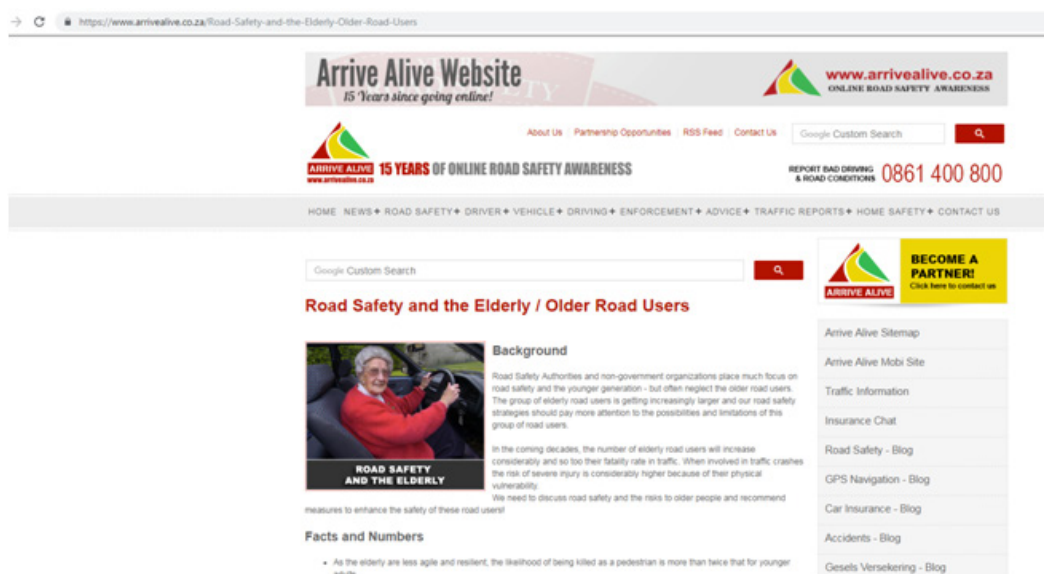 https://www.arrivealive.co.za/Road-Safety-and-the-Elderly-Older-Road-Users
Arrive Alive Website
15 Years since going online!
www.arrivealive.co.za
ONLINE ROAD SAFETY AWARENESS
About Us | Partnership Opportunities | RSS Feed | Contact Us
Google Custom Search
ARRIVE ALIVE
www.arrivealive.co.za
15 YEARS OF ONLINE ROAD SAFETY AWARENESS
REPORT BAD DRIVING
& ROAD CONDITIONS
0861 400 800
HOME NEWS+ ROAD SAFETY+ DRIVER+ VEHICLE+ DRIVING+ ENFORCEMENT+ ADVICE+ TRAFFIC REPORTS+ HOME SAFETY+ CONTACT US
Google Custom Search
Road Safety and the Elderly / Older Road Users
ROAD SAFETY
AND THE ELDERLY
Background
Road Safety Authorities and non-government organizations place much focus on
road safety and the younger generation - but often neglect the older road users.
The group of elderly road users is getting increasingly larger and our road safety
strategies should pay more attention to the possibilities and limitations of this
group of road users.
In the coming decades, the number of elderly road users will increase
considerably and so too their fatality rate in traffic. When involved in traffic crashes
the risk of severe injury is considerably higher because of their physical
vulnerability.
We need to discuss road safety and the risks to older people and recommend
measures to enhance the safety of these road users!
Facts and Numbers
• As the elderly are less agile and resilient, the likelihood of being killed as a pedestrian is more than twice that for younger
adults
ARRIVE ALIVE
BECOME A
PARTNER!
Click here to contact us
Arrive Alive Sitemap
Arrive Alive Mobi Site
Traffic Information
Insurance Chat
Road Safety - Blog
GPS Navigation - Blog
Car Insurance - Blog
Accidents - Blog
Gesels Versekering - Blog